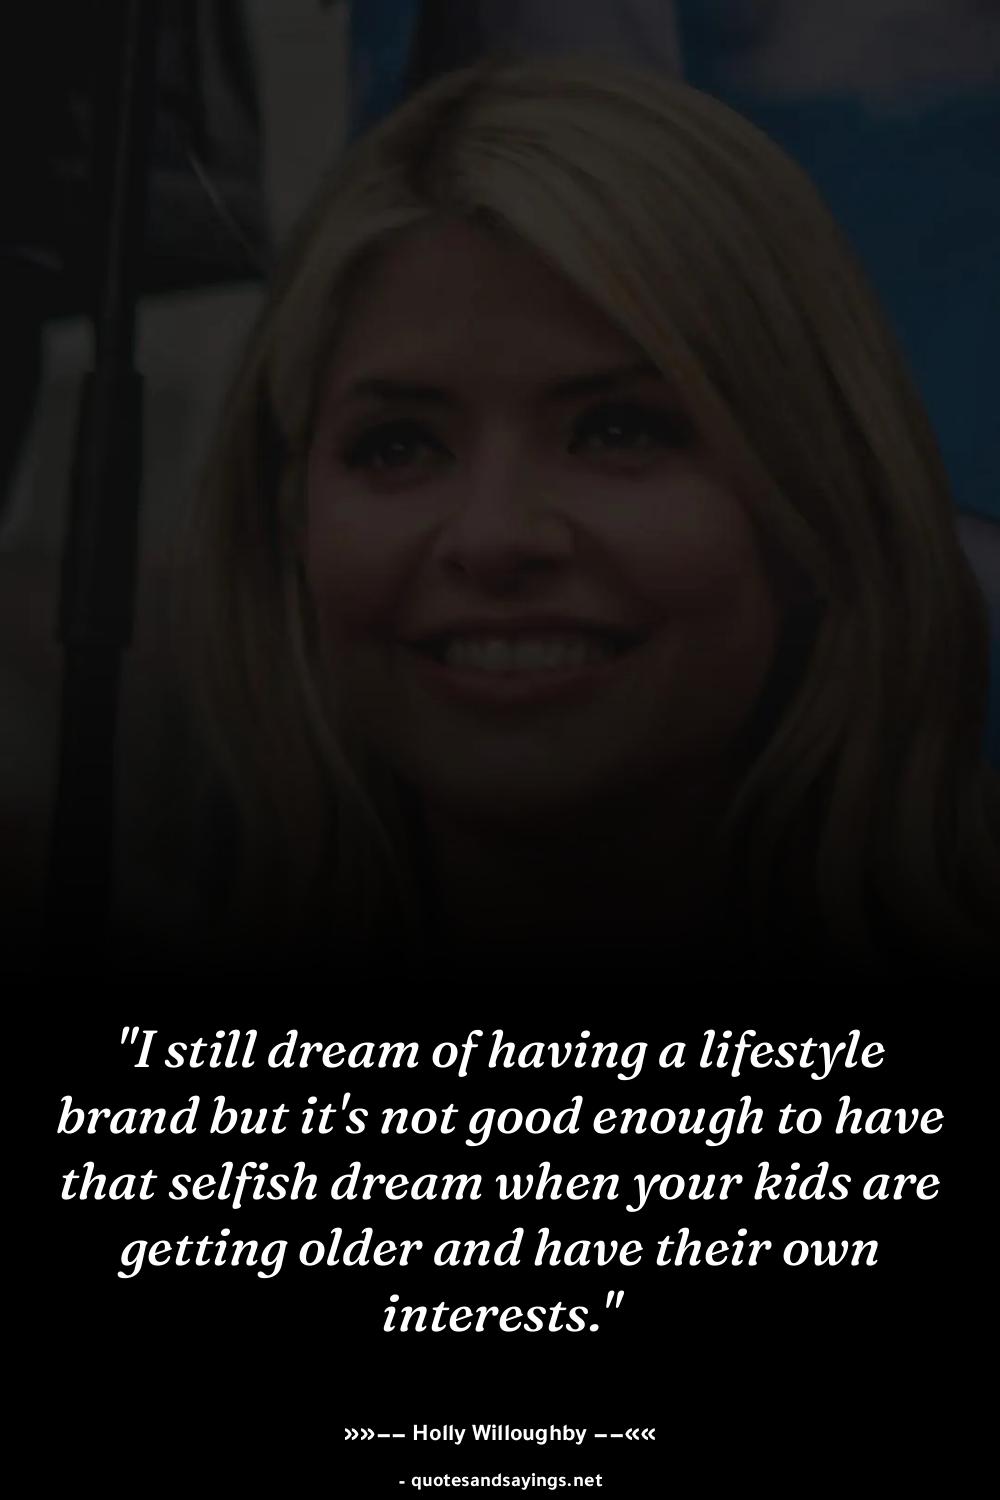 "I still dream of having a lifestyle
brand but it's not good enough to have
that selfish dream when your kids are
getting older and have their own
interests."
»»–– Holly Willoughby ––««
- quotesandsayings.net